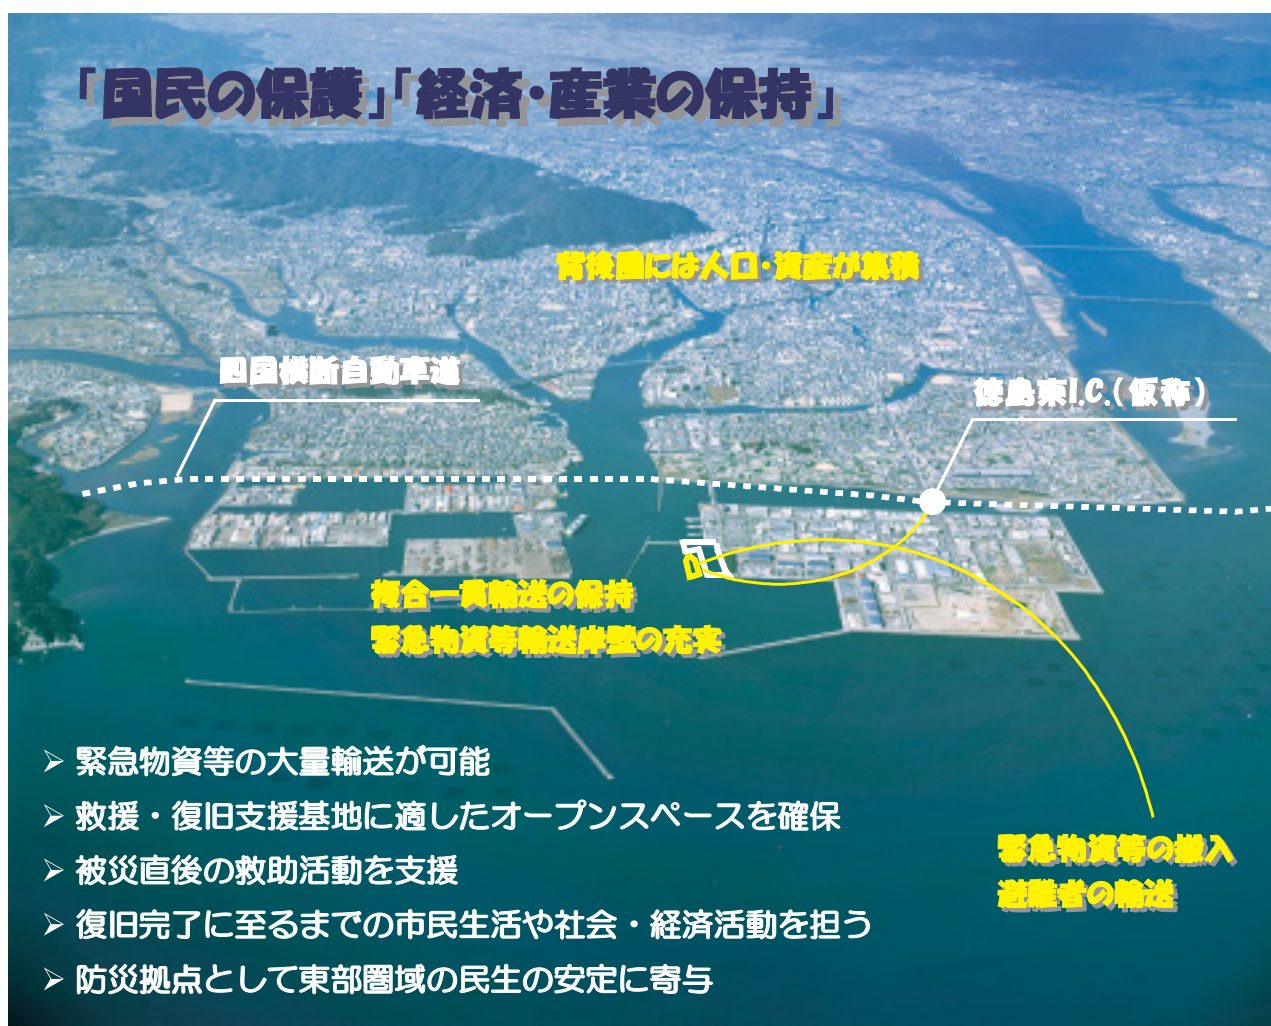 「国民の保護」「経済・産業の保持」
背後圏には人口・資産が集積
四国横断自動車道
徳島東I.C.(仮称)
複合一貫輸送の保持
緊急物資等輸送岸壁の充実
➢ 緊急物資等の大量輸送が可能
➢ 救援・復旧支援基地に適したオープンスペースを確保
➢ 被災直後の救助活動を支援
➢ 復旧完了に至るまでの市民生活や社会・経済活動を担う
➢ 防災拠点として東部圏域の民生の安定に寄与
緊急物資等の搬入
避難者の輸送